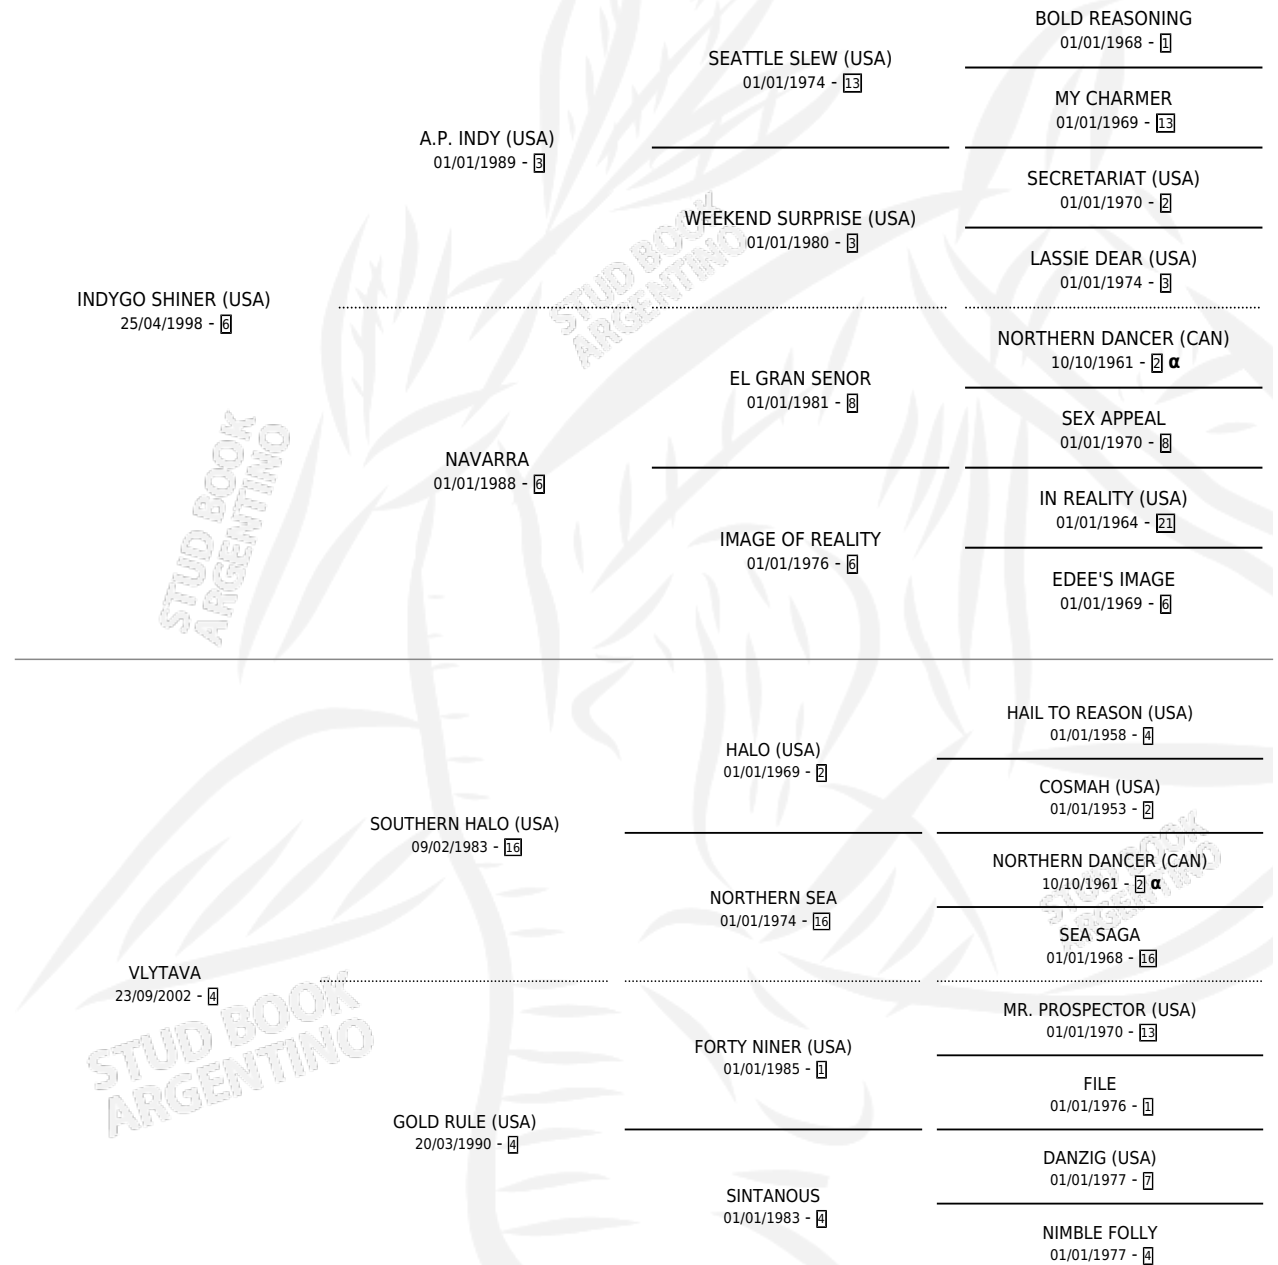 BOLD REASONING
01/01/1968 - 1
SEATTLE SLEW (USA)
01/01/1974 - 13
MY CHARMER
01/01/1969 - 13
A.P. INDY (USA)
01/01/1989 - 3
SECRETARIAT (USA)
01/01/1970 - 2
WEEKEND SURPRISE (USA)
01/01/1980 - 3
LASSIE DEAR (USA)
01/01/1974 - 3
INDYGO SHINER (USA)
25/04/1998 - 6
NORTHERN DANCER (CAN)
10/10/1961 - 2 α
EL GRAN SENOR
01/01/1981 - 8
SEX APPEAL
01/01/1970 - 8
NAVARRA
01/01/1988 - 6
IN REALITY (USA)
01/01/1964 - 21
IMAGE OF REALITY
01/01/1976 - 6
EDEE'S IMAGE
01/01/1969 - 6
HAIL TO REASON (USA)
01/01/1958 - 4
HALO (USA)
01/01/1969 - 2
COSMAH (USA)
01/01/1953 - 2
SOUTHERN HALO (USA)
09/02/1983 - 16
NORTHERN DANCER (CAN)
10/10/1961 - 2 α
NORTHERN SEA
01/01/1974 - 16
SEA SAGA
01/01/1968 - 16
VLYTAVA
23/09/2002 - 4
MR. PROSPECTOR (USA)
01/01/1970 - 13
FORTY NINER (USA)
01/01/1985 - 1
FILE
01/01/1976 - 1
GOLD RULE (USA)
20/03/1990 - 4
DANZIG (USA)
01/01/1977 - 7
SINTANOUS
01/01/1983 - 4
NIMBLE FOLLY
01/01/1977 - 4
STUD BOOK
ARGENTINO
STUD BOOK
ARGENTINO
STUD BOOK
ARGENTINO
STUD BOOK
ARGENTINO